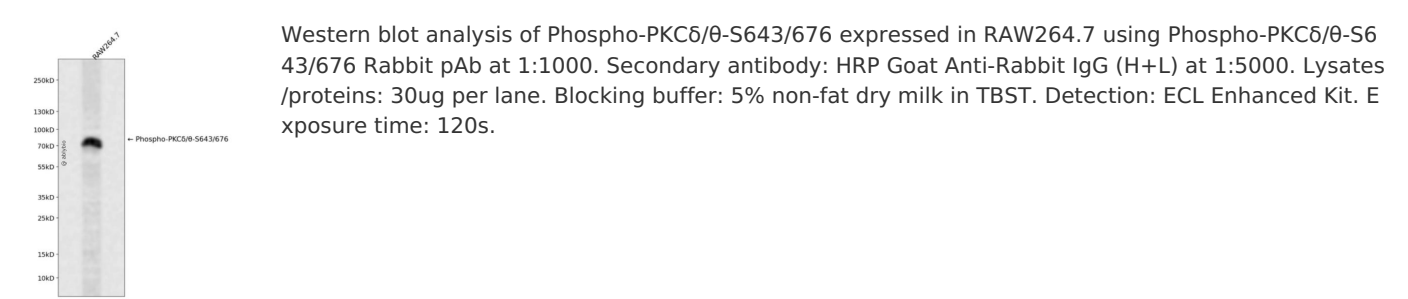 RAW264.7
250kD
130kD
100kD
70kD
55kD
35kD
25kD
15kD
10kD
← Phospho-PKCδ/θ-S643/676
@ abybio
Western blot analysis of Phospho-PKCδ/θ-S643/676 expressed in RAW264.7 using Phospho-PKCδ/θ-S6
43/676 Rabbit pAb at 1:1000. Secondary antibody: HRP Goat Anti-Rabbit IgG (H+L) at 1:5000. Lysates
/proteins: 30ug per lane. Blocking buffer: 5% non-fat dry milk in TBST. Detection: ECL Enhanced Kit. E
xposure time: 120s.